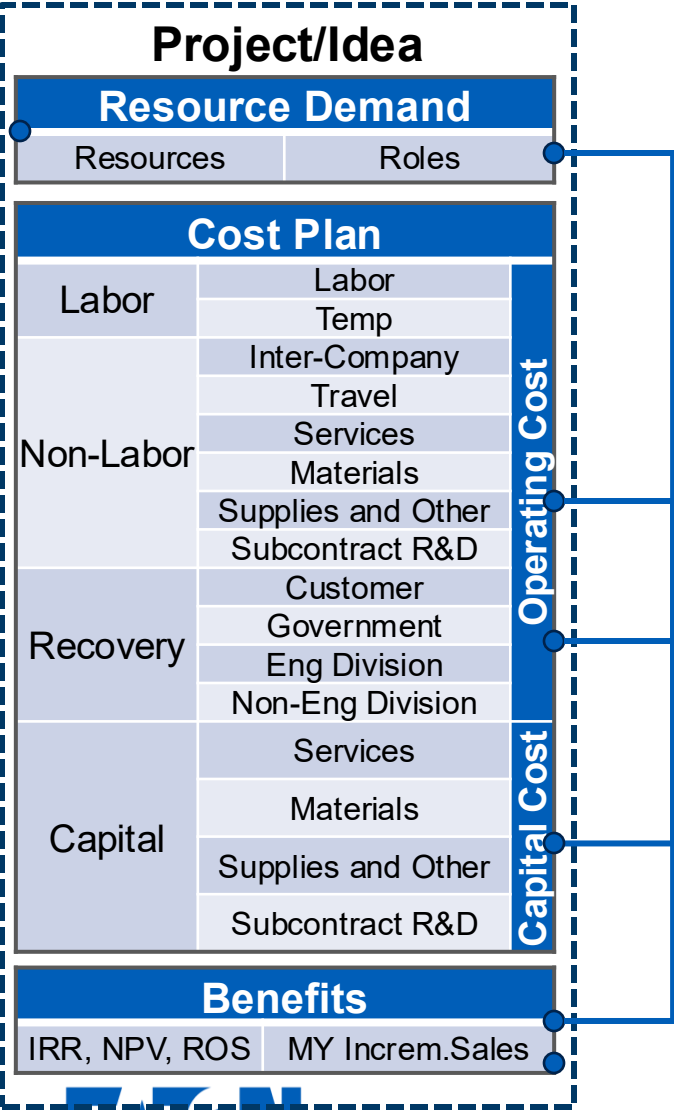 Project/Idea
Resource Demand
Resources Roles
Cost Plan
Labor
Labor
Temp
Non-Labor
Inter-Company
Travel
Services
Materials
Supplies and Other
Subcontract R&D
Recovery
Customer
Government
Eng Division
Non-Eng Division
Operating Cost
Capital
Services
Materials
Supplies and Other
Subcontract R&D
Capital Cost
Benefits
IRR, NPV, ROS MY Increm.Sales